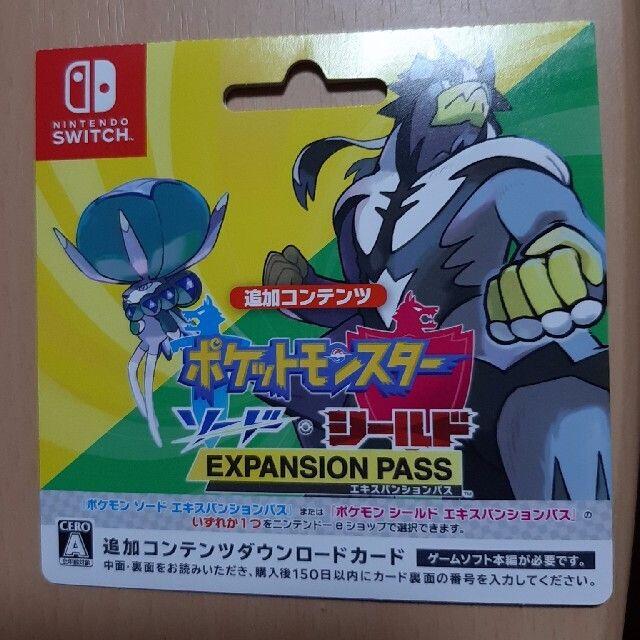 NINTENDO
SWITCH™
追加コンテンツ
ポケットモンスター
ソード・シールド
EXPANSION PASS
エキスパンションパス™
『ポケモン ソード エキスパンションパス』 または 『ポケモン シールド エキスパンションパス』の
いずれか1つをニンテンドーeショップで選択できます。
CERO
A
全年齢対象
追加コンテンツダウンロードカード
ゲームソフト本編が必要です。
中面・裏面をお読みいただき、購入後150日以内にカード裏面の番号を入力してください。